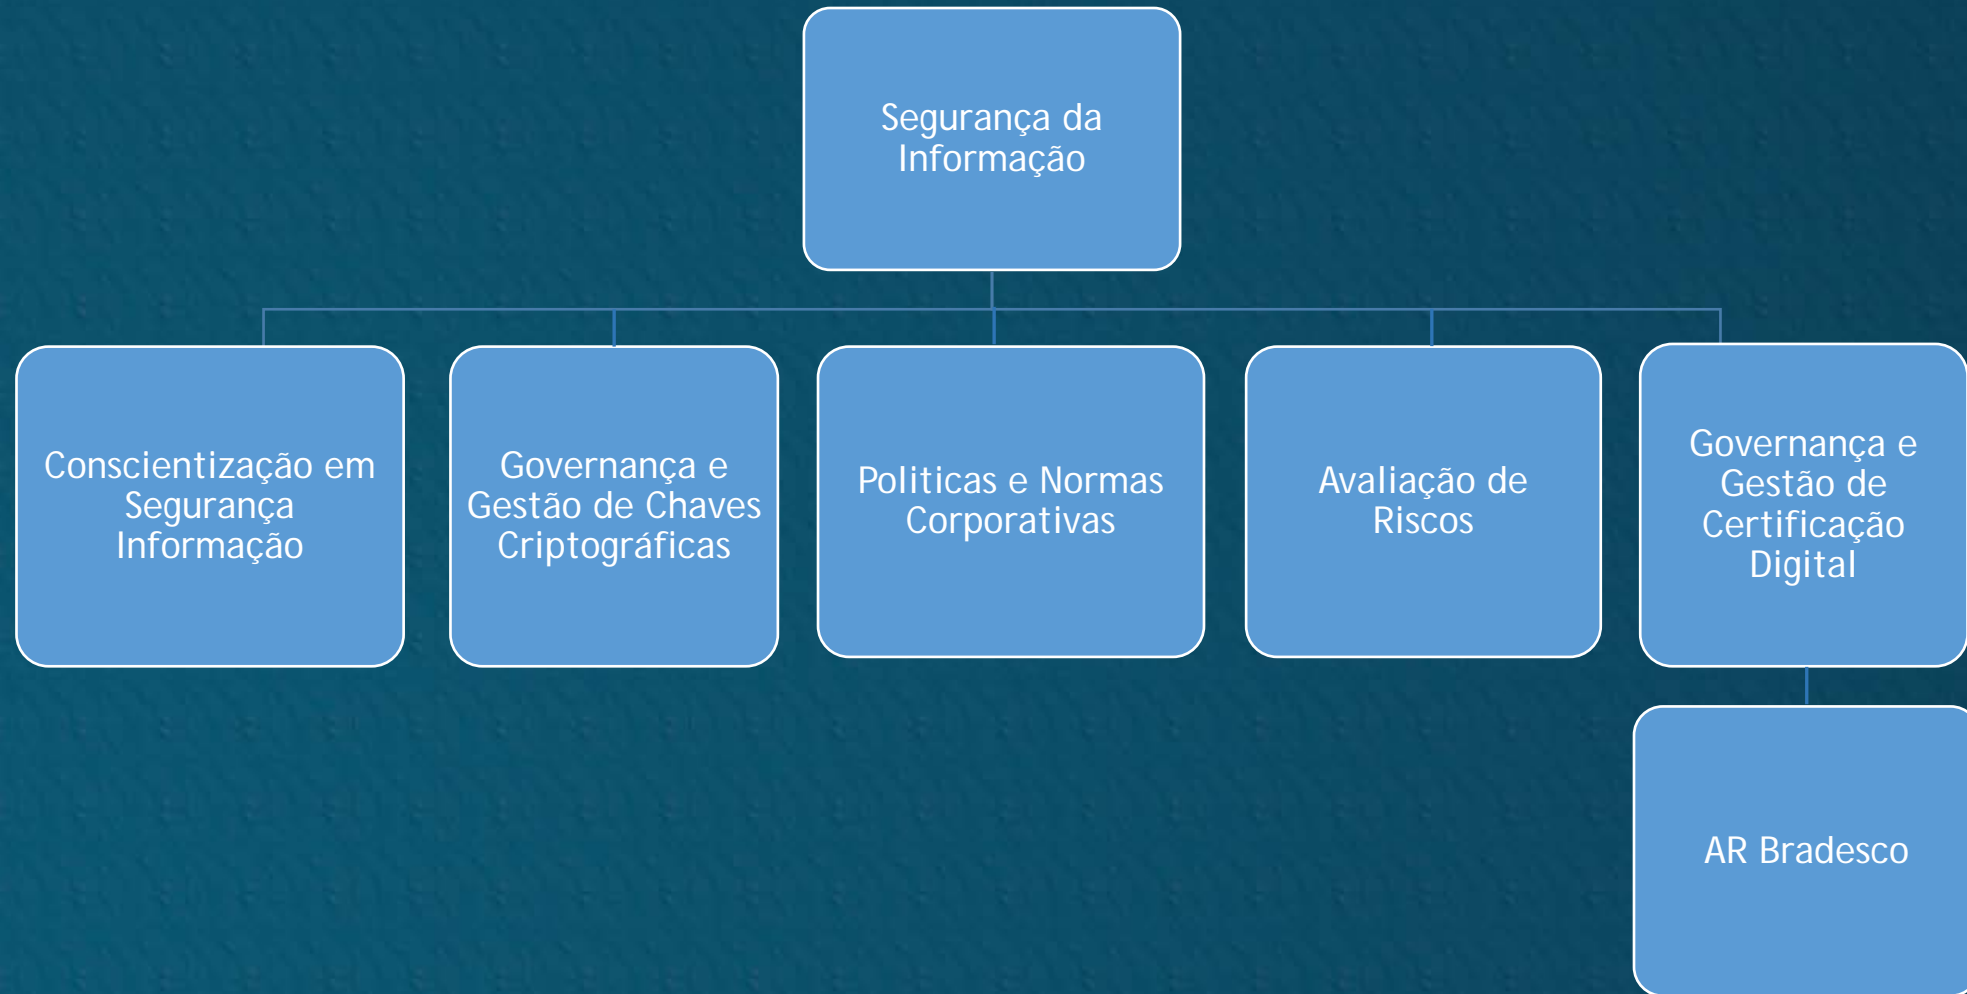 Segurança da
Informação
Conscientização em
Segurança
Informação
Governança e
Gestão de Chaves
Criptográficas
Politicas e Normas
Corporativas
Avaliação de
Riscos
Governança e
Gestão de
Certificação
Digital
AR Bradesco